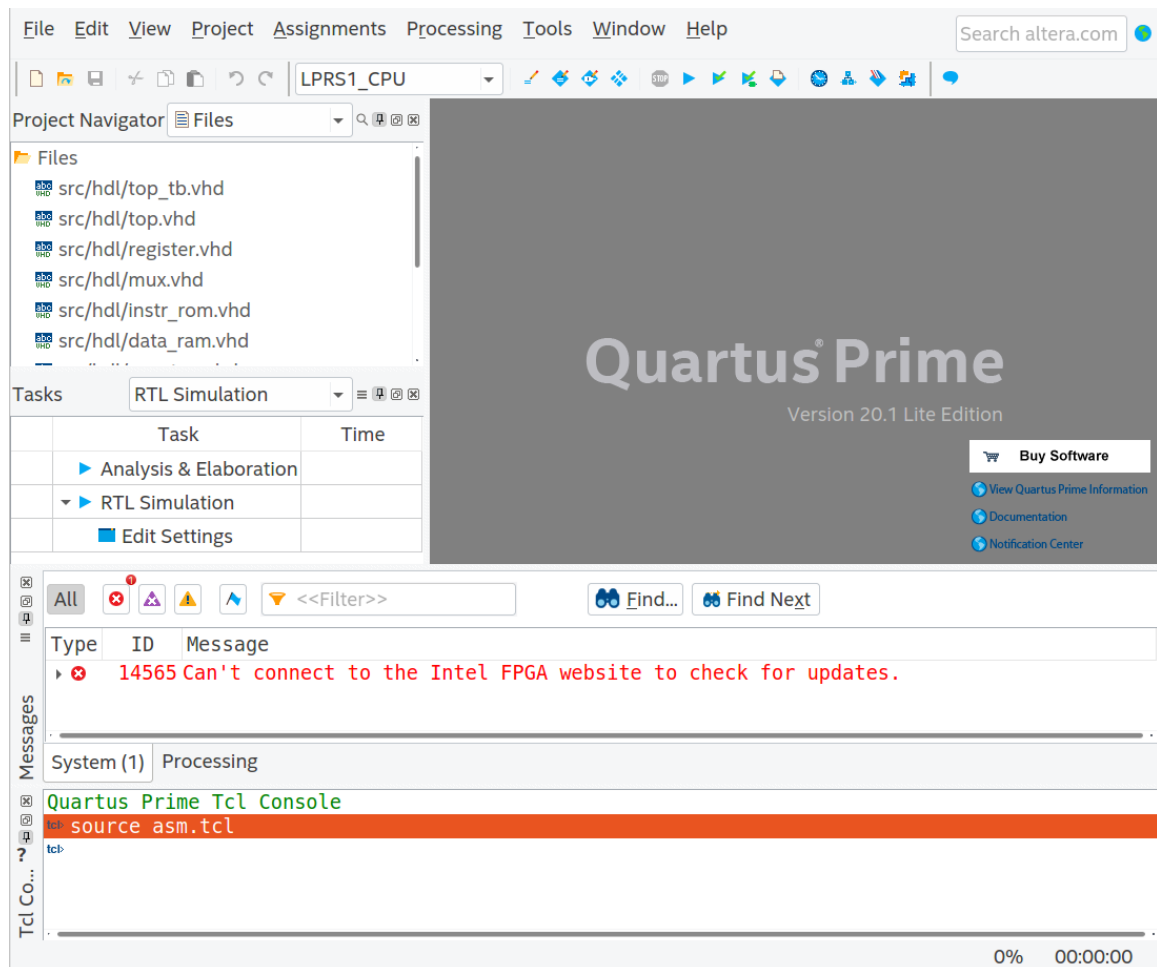 File Edit View Project Assignments Processing Tools Window Help
Search altera.com
LPRS1_CPU
STOP
Project Navigator Files
Files
src/hdl/top_tb.vhd
src/hdl/top.vhd
src/hdl/register.vhd
src/hdl/mux.vhd
src/hdl/instr_rom.vhd
src/hdl/data_ram.vhd
Quartus® Prime
Version 20.1 Lite Edition
Buy Software
View Quartus Prime Information
Documentation
Notification Center
Tasks RTL Simulation
Task Time
Analysis & Elaboration
RTL Simulation
Edit Settings
Messages
All 1 <<Filter>> Find... Find Next
Type ID Message
14565 Can't connect to the Intel FPGA website to check for updates.
System (1) Processing
Tcl Co...
Quartus Prime Tcl Console
tcl> source asm.tcl
tcl>
0% 00:00:00